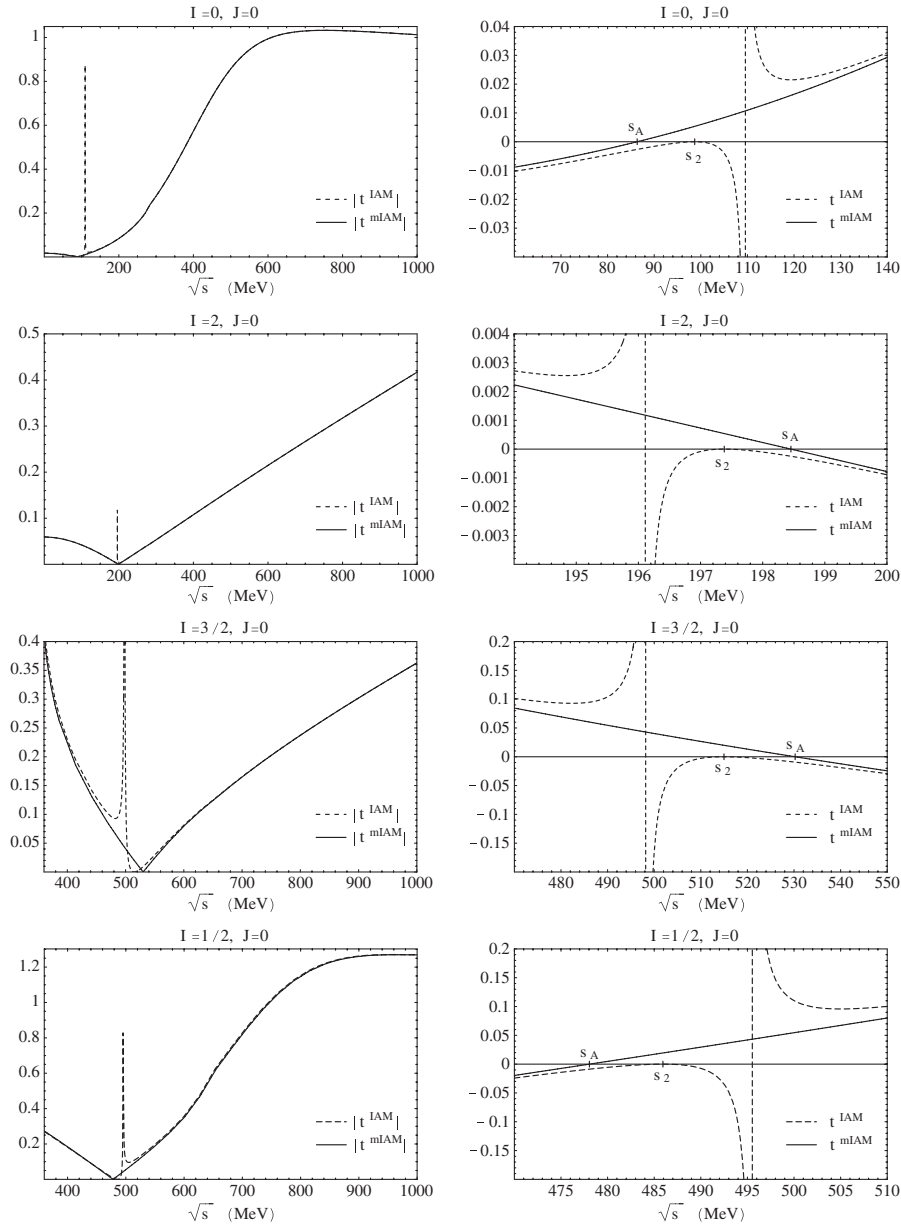 I=0, J=0
1
0.8
0.6
0.4
0.2
200 400 600 800 1000
√s (MeV)
|t IAM|
|t mIAM|
I=0, J=0
0.04
0.03
0.02
0.01
0
−0.01
−0.02
−0.03
70 80 90 100 110 120 130 140
√s (MeV)
s A
s 2
t IAM
t mIAM
I=2, J=0
0.5
0.4
0.3
0.2
0.1
200 400 600 800 1000
√s (MeV)
|t IAM|
|t mIAM|
I=2, J=0
0.004
0.003
0.002
0.001
0
−0.001
−0.002
−0.003
195 196 197 198 199 200
√s (MeV)
s A
s 2
t IAM
t mIAM
I=3/2, J=0
0.4
0.35
0.3
0.25
0.2
0.15
0.1
0.05
400 500 600 700 800 900 1000
√s (MeV)
|t IAM|
|t mIAM|
I=3/2, J=0
0.2
0.15
0.1
0.05
0
−0.05
−0.1
−0.15
480 490 500 510 520 530 540 550
√s (MeV)
s A
s 2
t IAM
t mIAM
I=1/2, J=0
1.2
1
0.8
0.6
0.4
0.2
400 500 600 700 800 900 1000
√s (MeV)
|t IAM|
|t mIAM|
I=1/2, J=0
0.2
0.15
0.1
0.05
0
−0.05
−0.1
−0.15
475 480 485 490 495 500 505 510
√s (MeV)
s A
s 2
t IAM
t mIAM